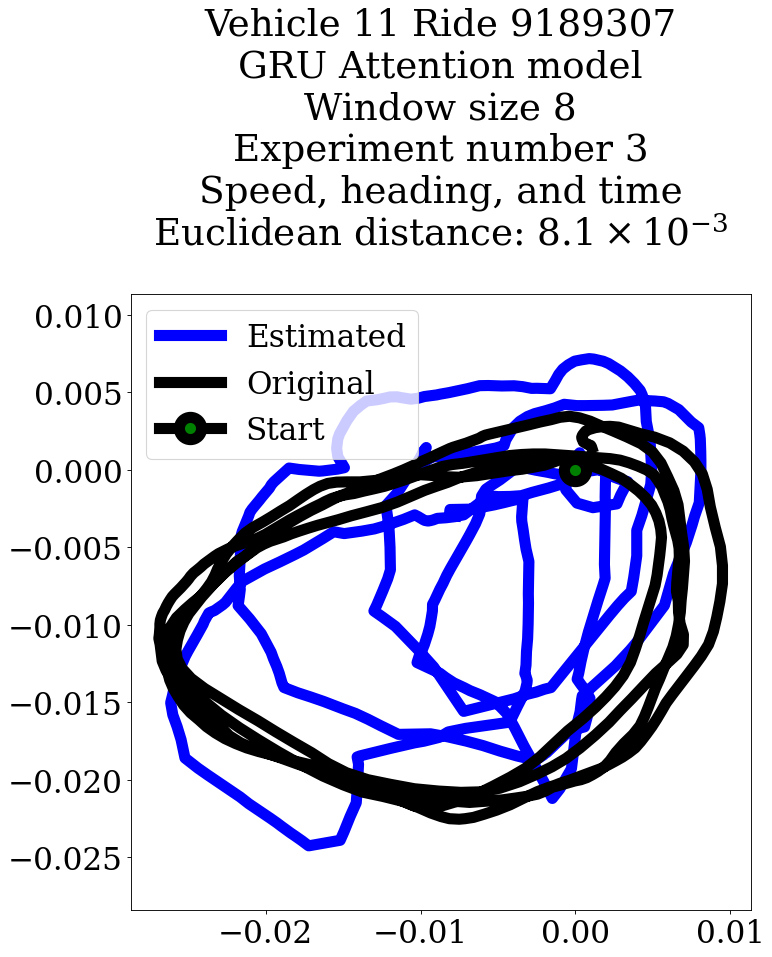 Vehicle 11 Ride 9189307
GRU Attention model
Window size 8
Experiment number 3
Speed, heading, and time
Euclidean distance: 8.1 × 10⁻³
0.010
Estimated
0.005
Original
Start
0.000
−0.005
−0.010
−0.015
−0.020
−0.025
−0.02 −0.01 0.00 0.01